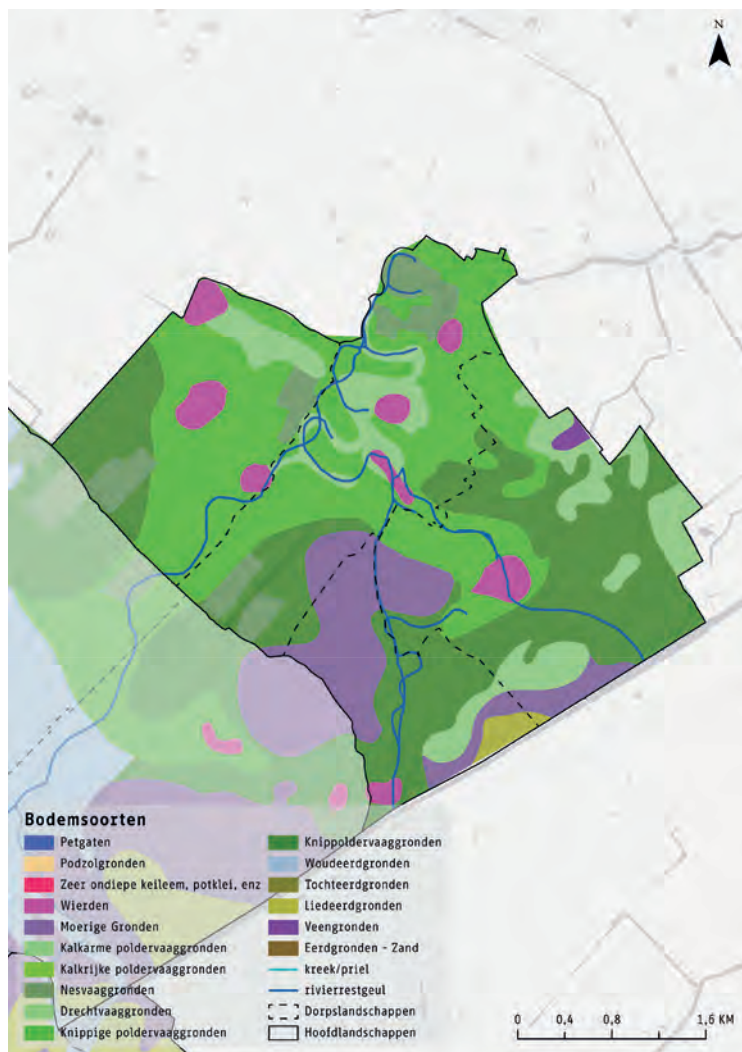 N
Bodemsoorten
Petgaten
Podzolgronden
Zeer ondiepe keileem, potklei, enz
Wierden
Moerige Gronden
Kalkarme poldervaaggronden
Kalkrijke poldervaaggronden
Nesvaaggronden
Drechtvaaggronden
Knippige poldervaaggronden
Knippoldervaaggronden
Woudeerdgronden
Tochteerdgronden
Liedeerdgronden
Veengronden
Eerdgronden - Zand
kreek/priel
rivierrestgeul
Dorpslandschappen
Hoofdlandschappen
0 0,4 0,8 1,6 KM